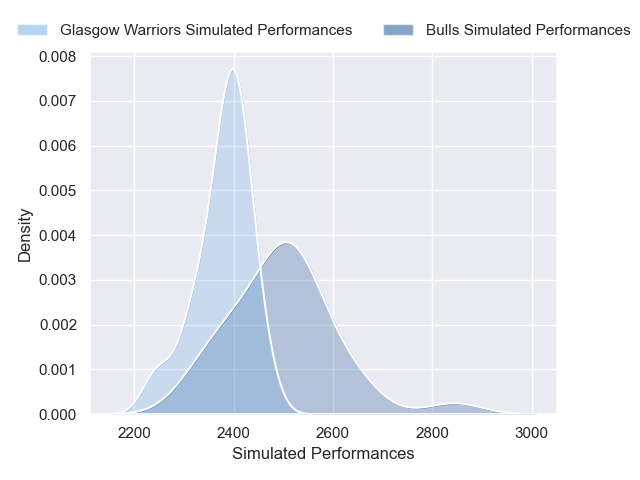 Glasgow Warriors Simulated Performances Bulls Simulated Performances
0.008
0.007
0.006
0.005
0.004
0.003
0.002
0.001
0.000
Density
2200 2400 2600 2800 3000
Simulated Performances